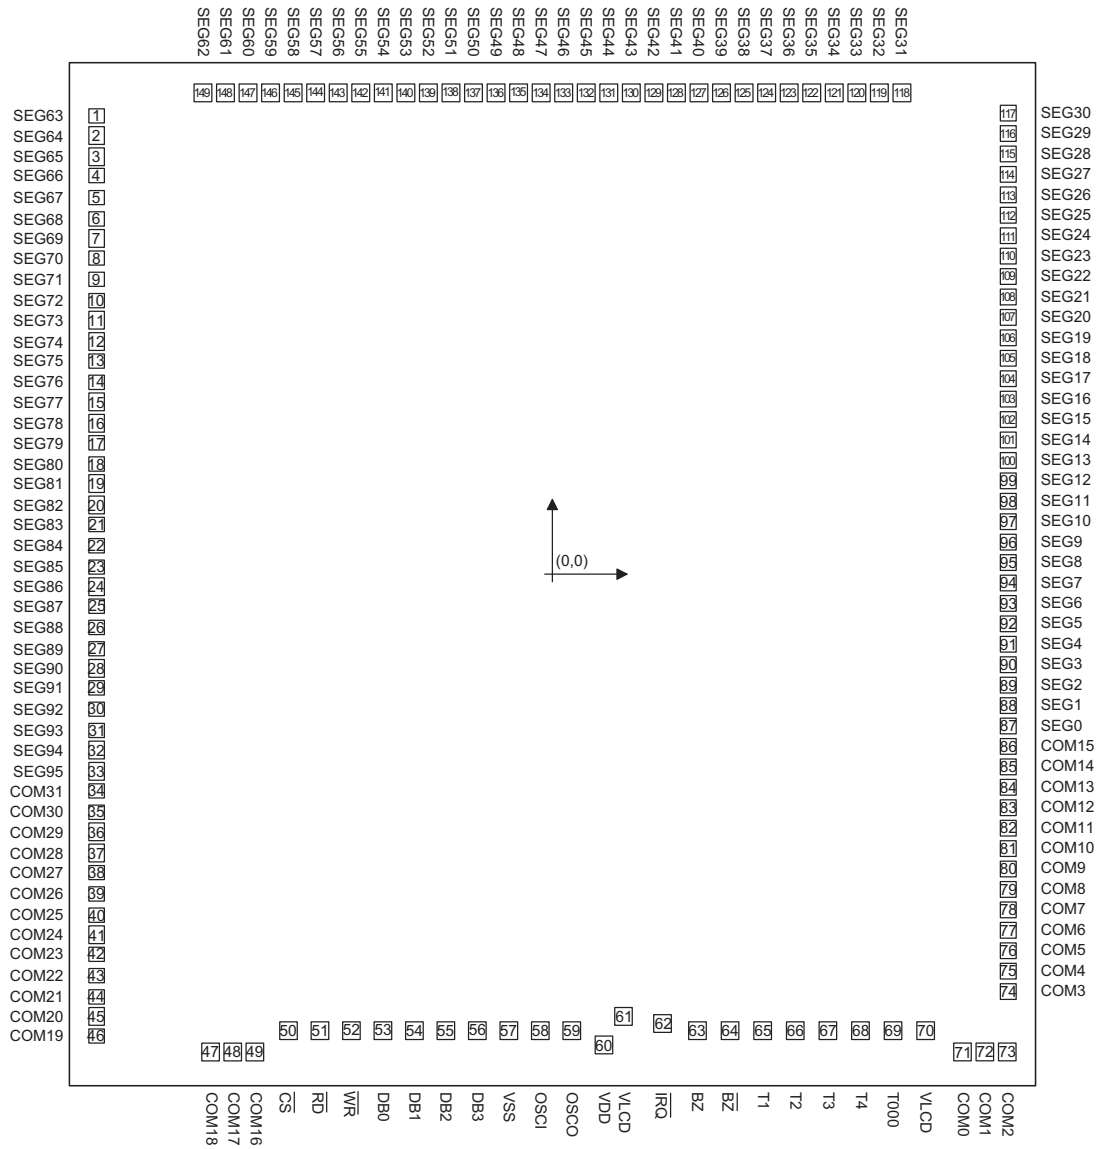 SEG62 SEG61 SEG60 SEG59 SEG58 SEG57 SEG56 SEG55 SEG54 SEG53 SEG52 SEG51 SEG50 SEG49 SEG48 SEG47 SEG46 SEG45 SEG44 SEG43 SEG42 SEG41 SEG40 SEG39 SEG38 SEG37 SEG36 SEG35 SEG34 SEG33 SEG32 SEG31
149 148 147 146 145 144 143 142 141 140 139 138 137 136 135 134 133 132 131 130 129 128 127 126 125 124 123 122 121 120 119 118
SEG63 1 117 SEG30
SEG64 2 116 SEG29
SEG65 3 115 SEG28
SEG66 4 114 SEG27
SEG67 5 113 SEG26
SEG68 6 112 SEG25
SEG69 7 111 SEG24
SEG70 8 110 SEG23
SEG71 9 109 SEG22
SEG72 10 108 SEG21
SEG73 11 107 SEG20
SEG74 12 106 SEG19
SEG75 13 105 SEG18
SEG76 14 104 SEG17
SEG77 15 103 SEG16
SEG78 16 102 SEG15
SEG79 17 101 SEG14
SEG80 18 100 SEG13
SEG81 19 99 SEG12
SEG82 20 98 SEG11
SEG83 21 97 SEG10
SEG84 22 96 SEG9
(0,0)
SEG85 23 95 SEG8
SEG86 24 94 SEG7
SEG87 25 93 SEG6
SEG88 26 92 SEG5
SEG89 27 91 SEG4
SEG90 28 90 SEG3
SEG91 29 89 SEG2
SEG92 30 88 SEG1
SEG93 31 87 SEG0
SEG94 32 86 COM15
SEG95 33 85 COM14
COM31 34 84 COM13
COM30 35 83 COM12
COM29 36 82 COM11
COM28 37 81 COM10
COM27 38 80 COM9
COM26 39 79 COM8
COM25 40 78 COM7
COM24 41 77 COM6
COM23 42 76 COM5
COM22 43 75 COM4
COM21 44 74 COM3
COM20 45
COM19 46
47 48 49 50 51 52 53 54 55 56 57 58 59 60 61 62 63 64 65 66 67 68 69 70 71 72 73
COM18 COM17 COM16 C̅S̅ R̅D̅ W̅R̅ DB0 DB1 DB2 DB3 VSS OSCI OSCO VDD VLCD I̅R̅Q̅ BZ B̅Z̅ T1 T2 T3 T4 T000 VLCD COM0 COM1 COM2